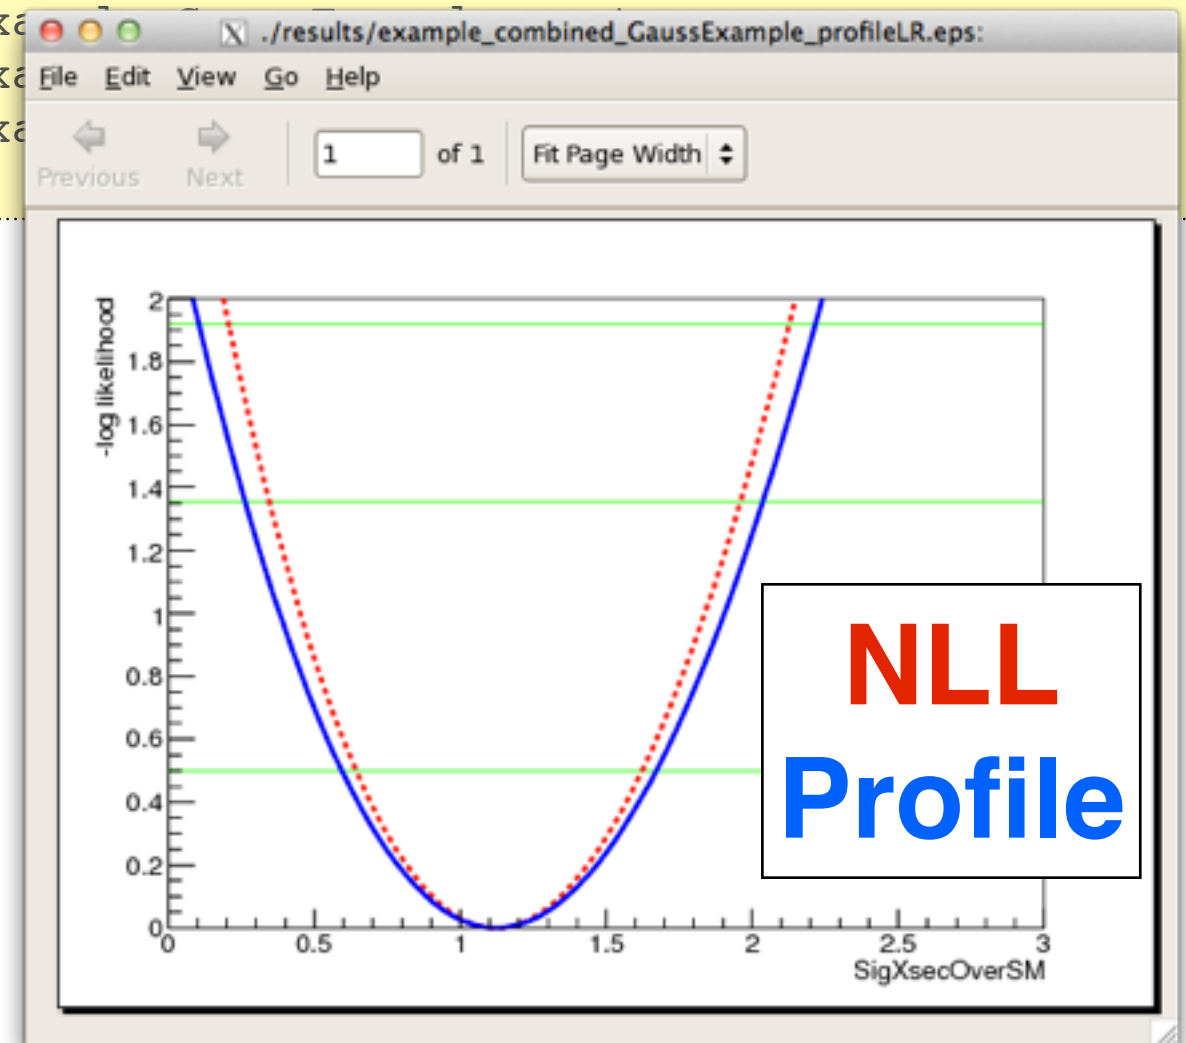 ./results/example_combined_GaussExample_profileLR.eps:
File Edit View Go Help
Previous Next 1 of 1 Fit Page Width
-log likelihood
2
1.8
1.6
1.4
1.2
1
0.8
0.6
0.4
0.2
0
0 0.5 1 1.5 2 2.5 3
SigXsecOverSM
NLL
Profile